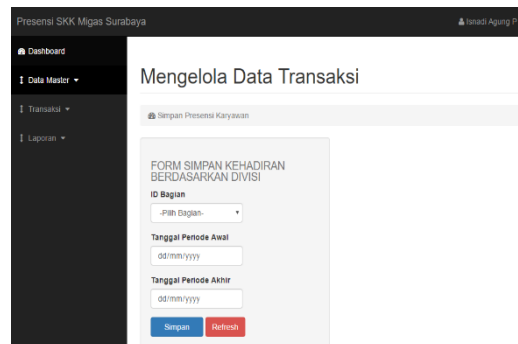 Presensi SKK Migas Surabaya
Isnadi Agung P
Dashboard
Data Master
Transaksi
Laporan
Mengelola Data Transaksi
Simpan Presensi Karyawan
FORM SIMPAN KEHADIRAN
BERDASARKAN DIVISI
ID Bagian
-Pilih Bagian-
Tanggal Periode Awal
dd/mm/yyyy
Tanggal Periode Akhir
dd/mm/yyyy
Simpan Refresh